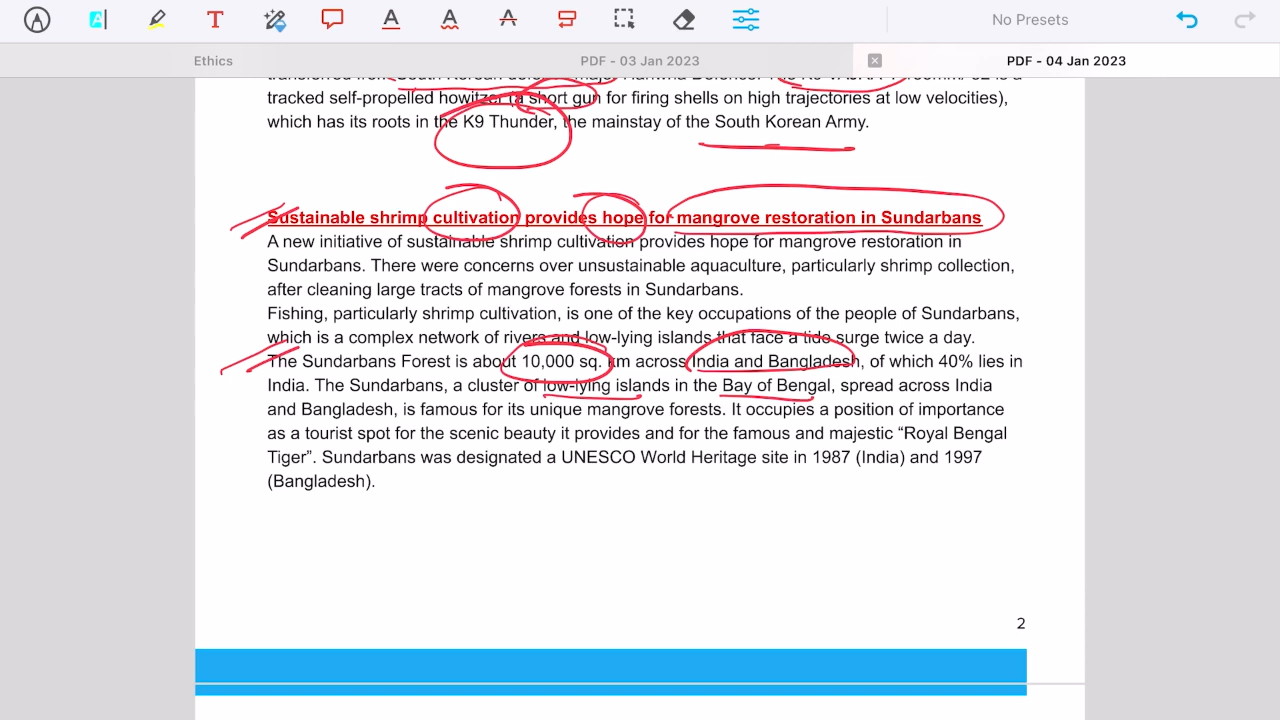 No Presets
Ethics
PDF - 03 Jan 2023
PDF - 04 Jan 2023
tracked self-propelled howitzer (a short gun for firing shells on high trajectories at low velocities),
which has its roots in the K9 Thunder, the mainstay of the South Korean Army.
Sustainable shrimp cultivation provides hope for mangrove restoration in Sundarbans
A new initiative of sustainable shrimp cultivation provides hope for mangrove restoration in
Sundarbans. There were concerns over unsustainable aquaculture, particularly shrimp collection,
after cleaning large tracts of mangrove forests in Sundarbans.
Fishing, particularly shrimp cultivation, is one of the key occupations of the people of Sundarbans,
which is a complex network of rivers and low-lying islands that face a tide surge twice a day.
The Sundarbans Forest is about 10,000 sq. km across India and Bangladesh, of which 40% lies in
India. The Sundarbans, a cluster of low-lying islands in the Bay of Bengal, spread across India
and Bangladesh, is famous for its unique mangrove forests. It occupies a position of importance
as a tourist spot for the scenic beauty it provides and for the famous and majestic “Royal Bengal
Tiger”. Sundarbans was designated a UNESCO World Heritage site in 1987 (India) and 1997
(Bangladesh).
2